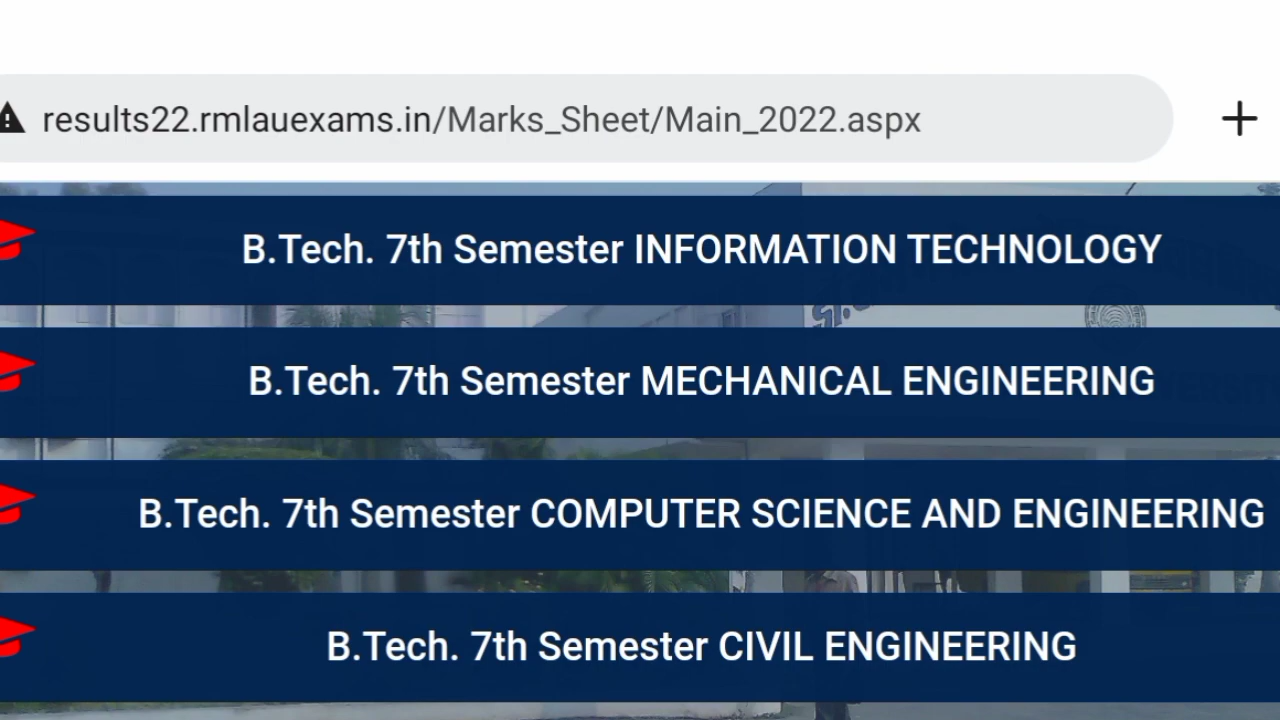 results22.rmlauexams.in/Marks_Sheet/Main_2022.aspx
B.Tech. 7th Semester INFORMATION TECHNOLOGY
B.Tech. 7th Semester MECHANICAL ENGINEERING
B.Tech. 7th Semester COMPUTER SCIENCE AND ENGINEERING
B.Tech. 7th Semester CIVIL ENGINEERING